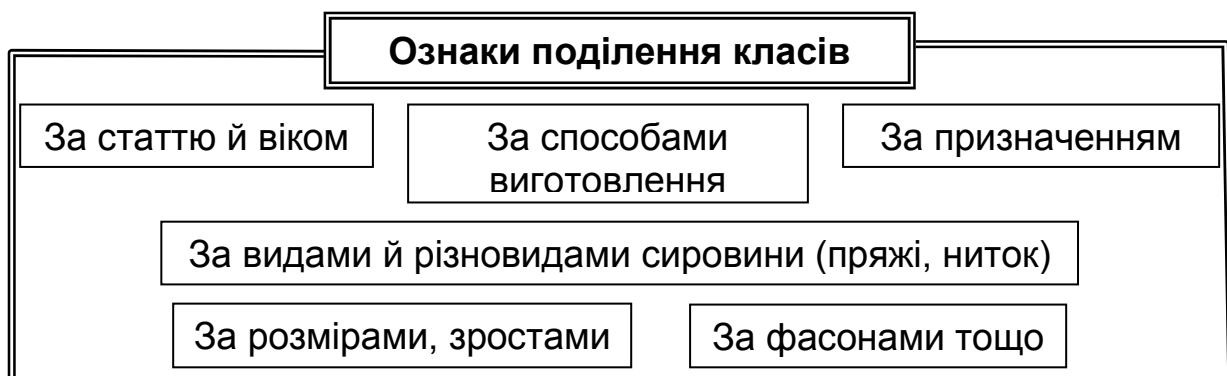 Ознаки поділення класів
За статтю й віком
За способами
виготовлення
За призначенням
За видами й різновидами сировини (пряжі, ниток)
За розмірами, зростами
За фасонами тощо